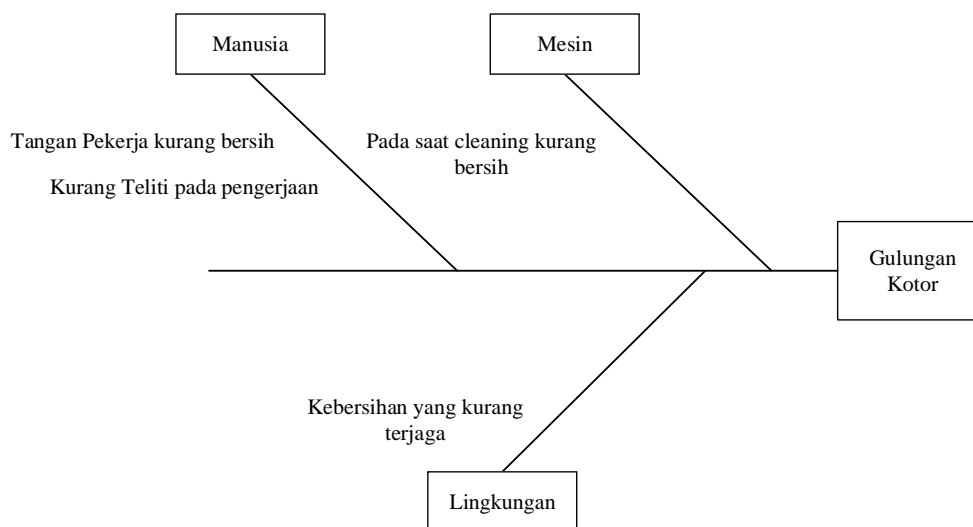 Manusia
Mesin
Tangan Pekerja kurang bersih
Kurang Teliti pada pengerjaan
Pada saat cleaning kurang
bersih
Gulungan
Kotor
Kebersihan yang kurang
terjaga
Lingkungan